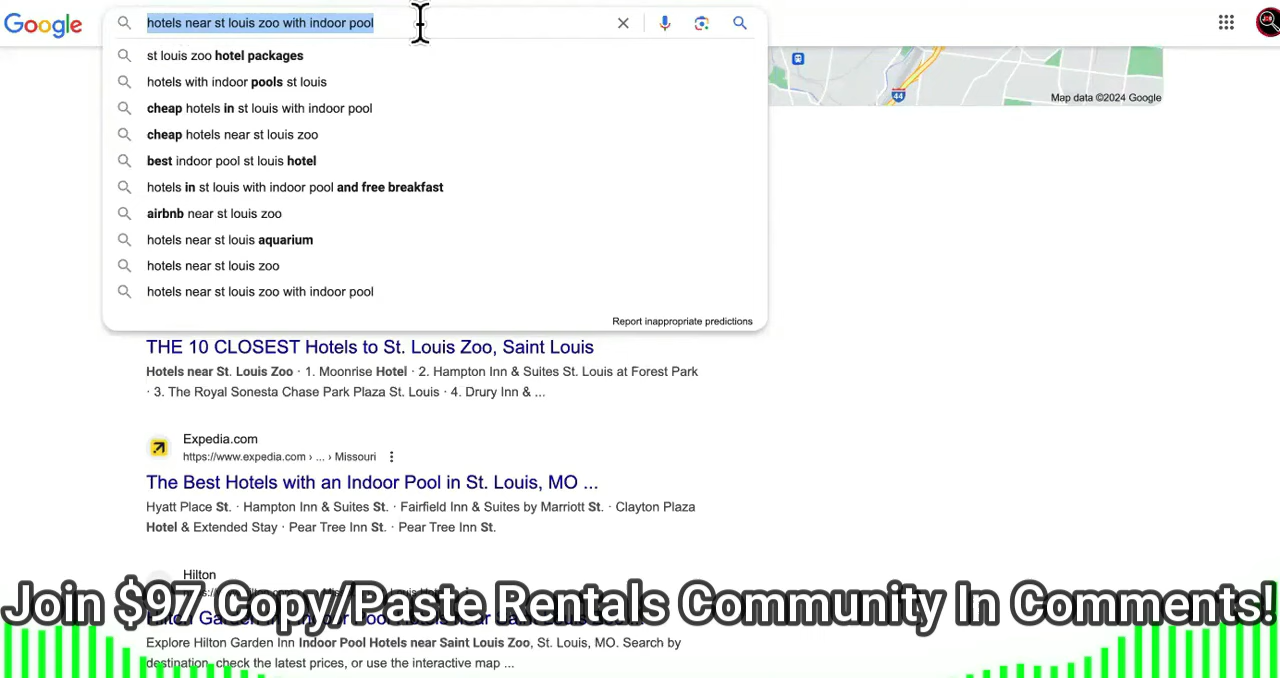 Google
hotels near st louis zoo with indoor pool
st louis zoo hotel packages
hotels with indoor pools st louis
cheap hotels in st louis with indoor pool
cheap hotels near st louis zoo
best indoor pool st louis hotel
hotels in st louis with indoor pool and free breakfast
airbnb near st louis zoo
hotels near st louis aquarium
hotels near st louis zoo
hotels near st louis zoo with indoor pool
Report inappropriate predictions
44
Map data ©2024 Google
THE 10 CLOSEST Hotels to St. Louis Zoo, Saint Louis
Hotels near St. Louis Zoo · 1. Moonrise Hotel · 2. Hampton Inn & Suites St. Louis at Forest Park
· 3. The Royal Sonesta Chase Park Plaza St. Louis · 4. Drury Inn & ...
Expedia.com
https://www.expedia.com › ... › Missouri
The Best Hotels with an Indoor Pool in St. Louis, MO ...
Hyatt Place St. · Hampton Inn & Suites St. · Fairfield Inn & Suites by Marriott St. · Clayton Plaza
Hotel & Extended Stay · Pear Tree Inn St. · Pear Tree Inn St.
Hilton
Join $97 Copy/Paste Rentals Community In Comments!
Explore Hilton Garden Inn Indoor Pool Hotels near Saint Louis Zoo, St. Louis, MO. Search by
destination, check the latest prices, or use the interactive map ...